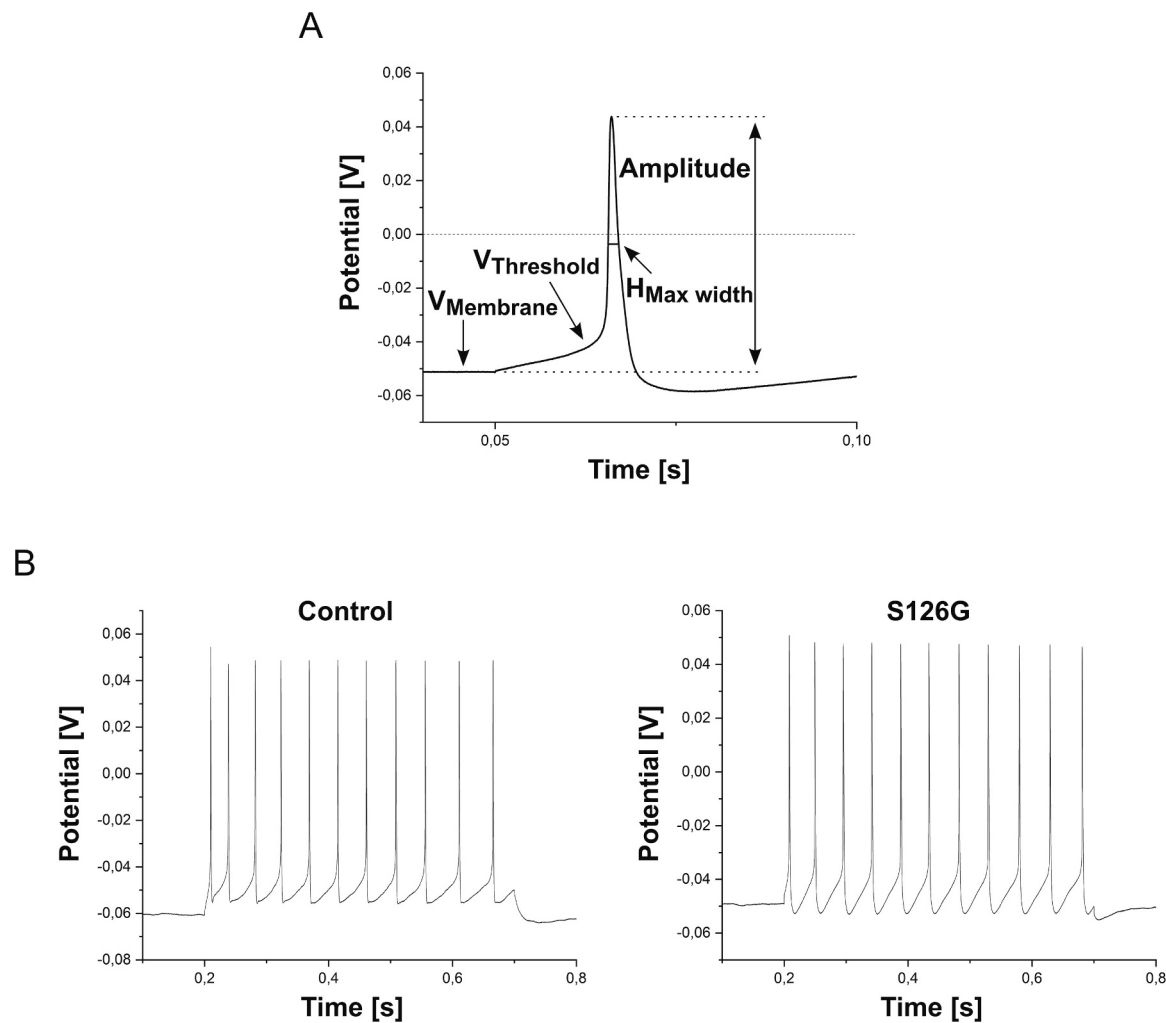 A
0,06
0,04
0,02
0,00
-0,02
-0,04
-0,06
Potential [V]
Amplitude
VThreshold
VMembrane
HMax width
0,05
0,10
Time [s]
B
Control
0,06
0,04
0,02
0,00
-0,02
-0,04
-0,06
-0,08
Potential [V]
0,2
0,4
0,6
0,8
Time [s]
S126G
0,06
0,04
0,02
0,00
-0,02
-0,04
-0,06
Potential [V]
0,2
0,4
0,6
0,8
Time [s]